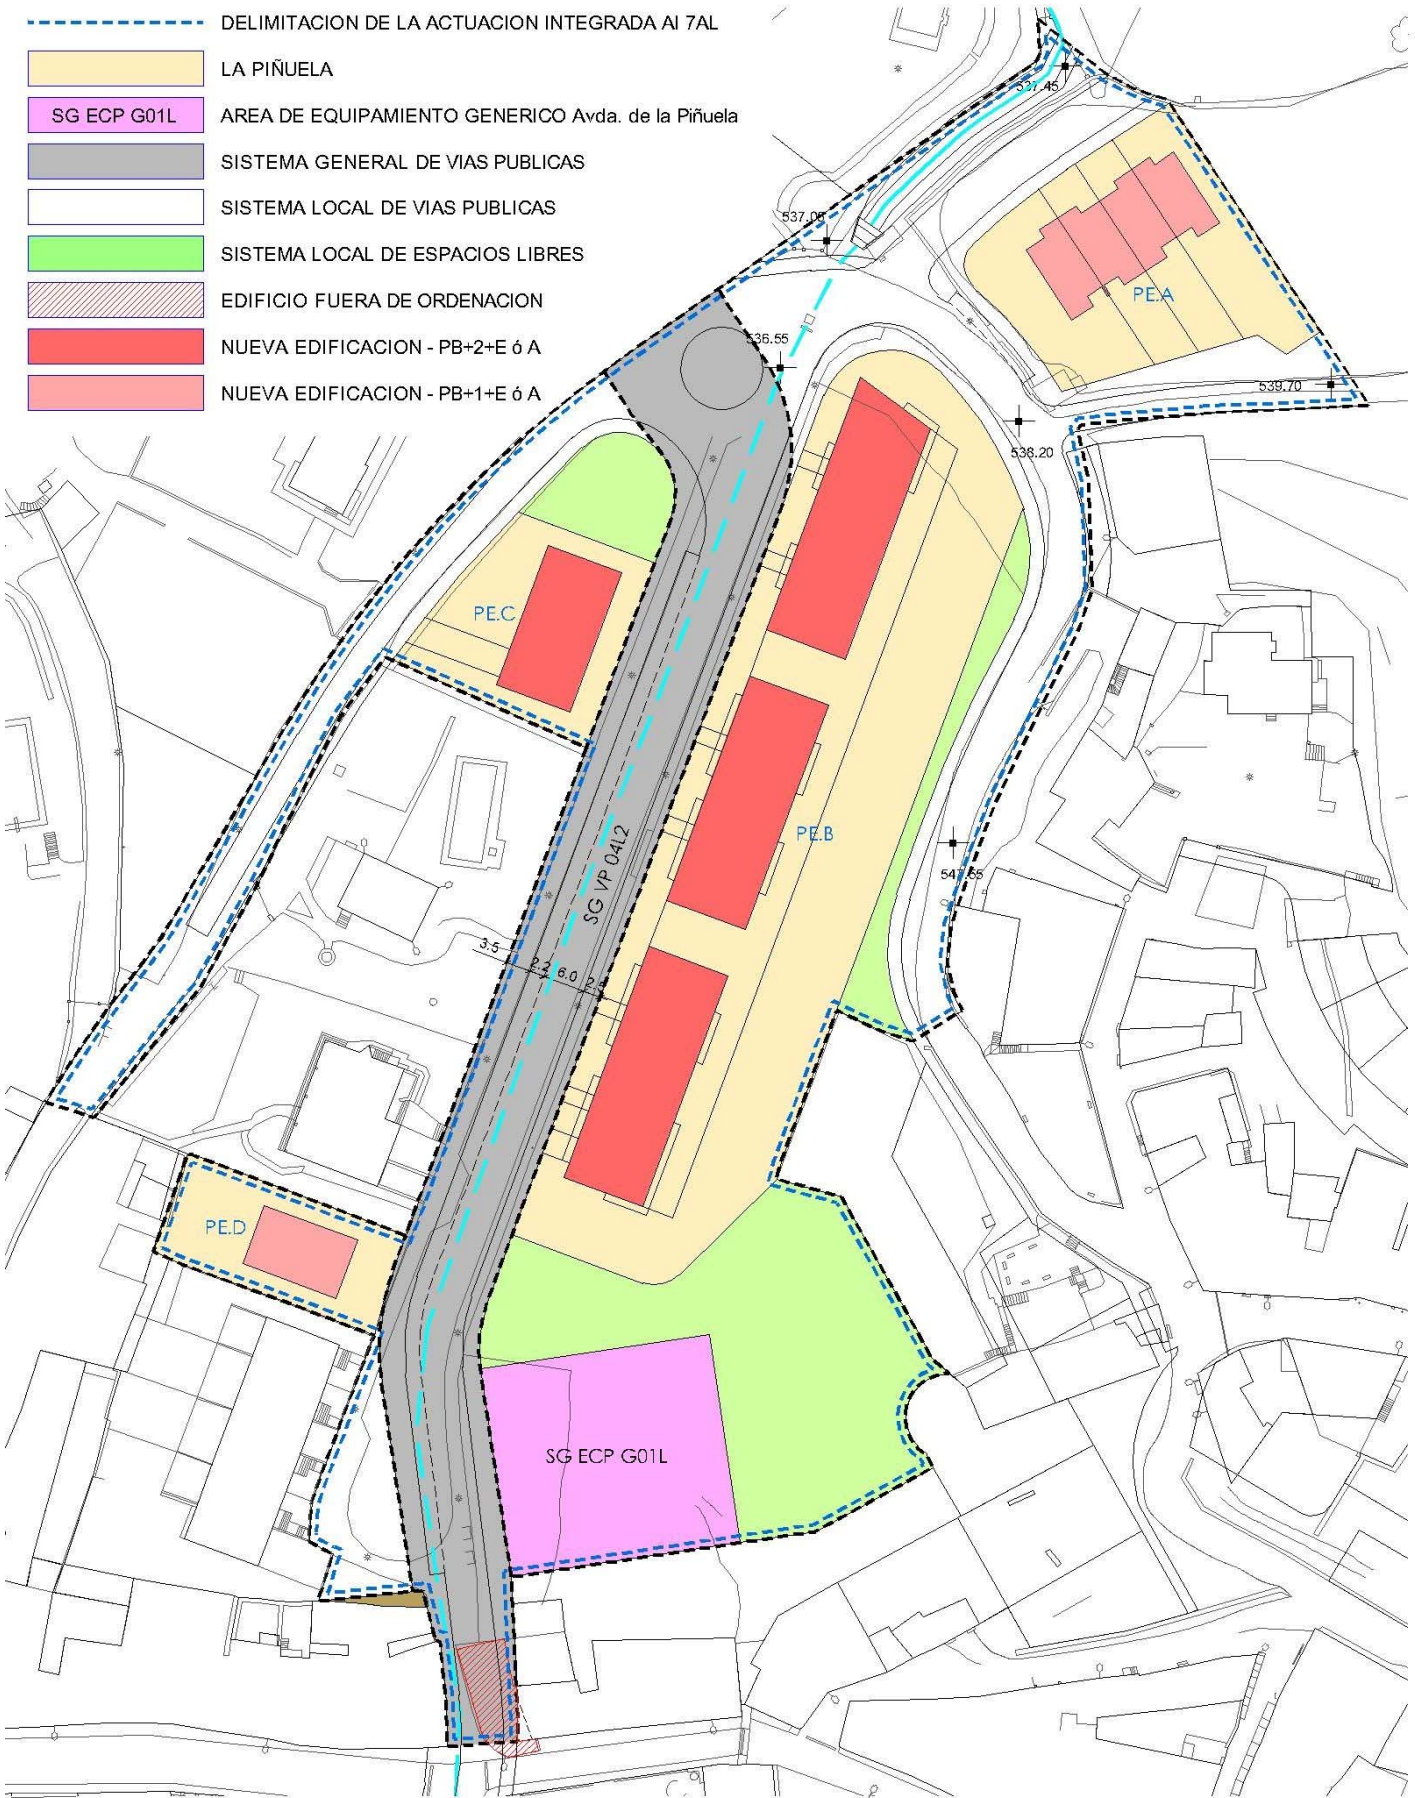 DELIMITACION DE LA ACTUACION INTEGRADA AI 7AL
LA PIÑUELA
SG ECP G01L
AREA DE EQUIPAMIENTO GENERICO Avda. de la Piñuela
SISTEMA GENERAL DE VIAS PUBLICAS
SISTEMA LOCAL DE VIAS PUBLICAS
SISTEMA LOCAL DE ESPACIOS LIBRES
EDIFICIO FUERA DE ORDENACION
NUEVA EDIFICACION - PB+2+E ó A
NUEVA EDIFICACION - PB+1+E ó A
537.45
537.05
PE.A
536.55
539.70
538.20
PE.C
PE.B
SG VP 04L2
547.65
3.5
2.2
6.0
PE.D
SG ECP G01L